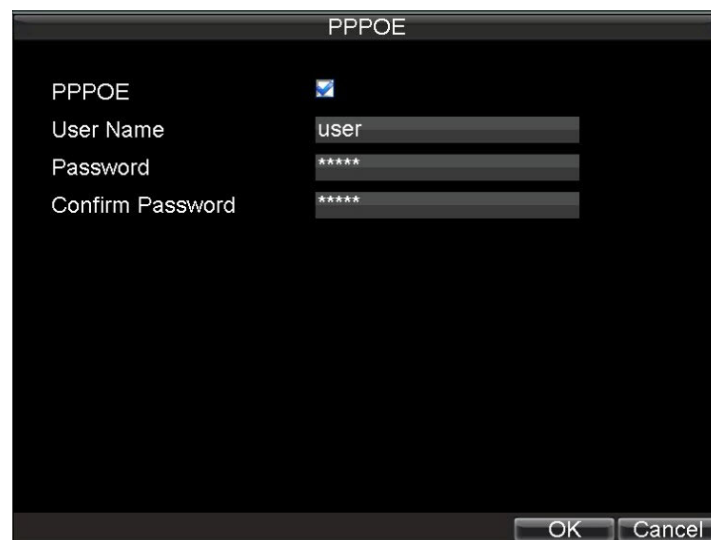 PPPOE
PPPOE
User Name user
Password *****
Confirm Password *****
OK Cancel